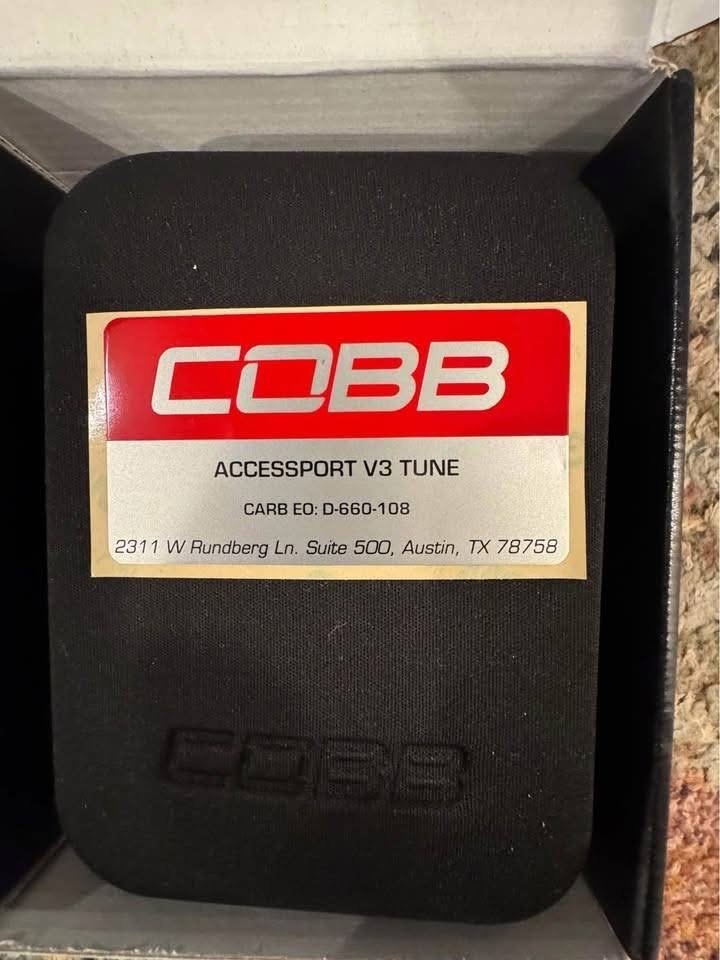 COBB
ACCESSPORT V3 TUNE
CARB EO: D-660-108
2311 W Rundberg Ln. Suite 500, Austin, TX 78758
COBB